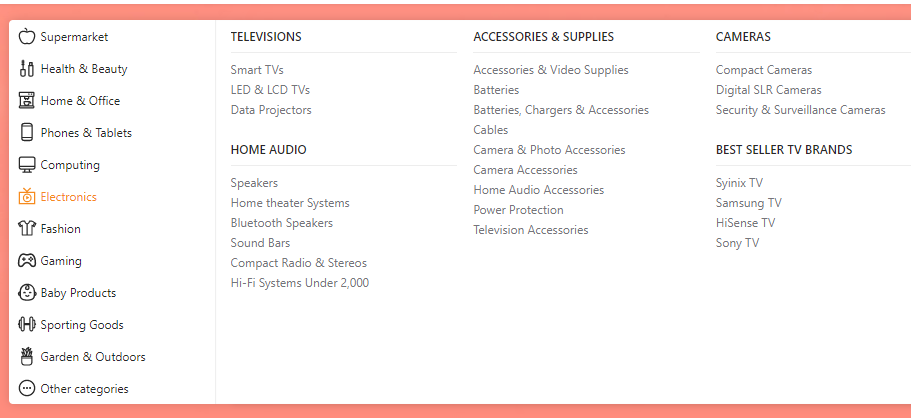 Supermarket
Health & Beauty
Home & Office
Phones & Tablets
Computing
Electronics
Fashion
Gaming
Baby Products
Sporting Goods
Garden & Outdoors
Other categories
TELEVISIONS
Smart TVs
LED & LCD TVs
Data Projectors
HOME AUDIO
Speakers
Home theater Systems
Bluetooth Speakers
Sound Bars
Compact Radio & Stereos
Hi-Fi Systems Under 2,000
ACCESSORIES & SUPPLIES
Accessories & Video Supplies
Batteries
Batteries, Chargers & Accessories
Cables
Camera & Photo Accessories
Camera Accessories
Home Audio Accessories
Power Protection
Television Accessories
CAMERAS
Compact Cameras
Digital SLR Cameras
Security & Surveillance Cameras
BEST SELLER TV BRANDS
Syinix TV
Samsung TV
HiSense TV
Sony TV